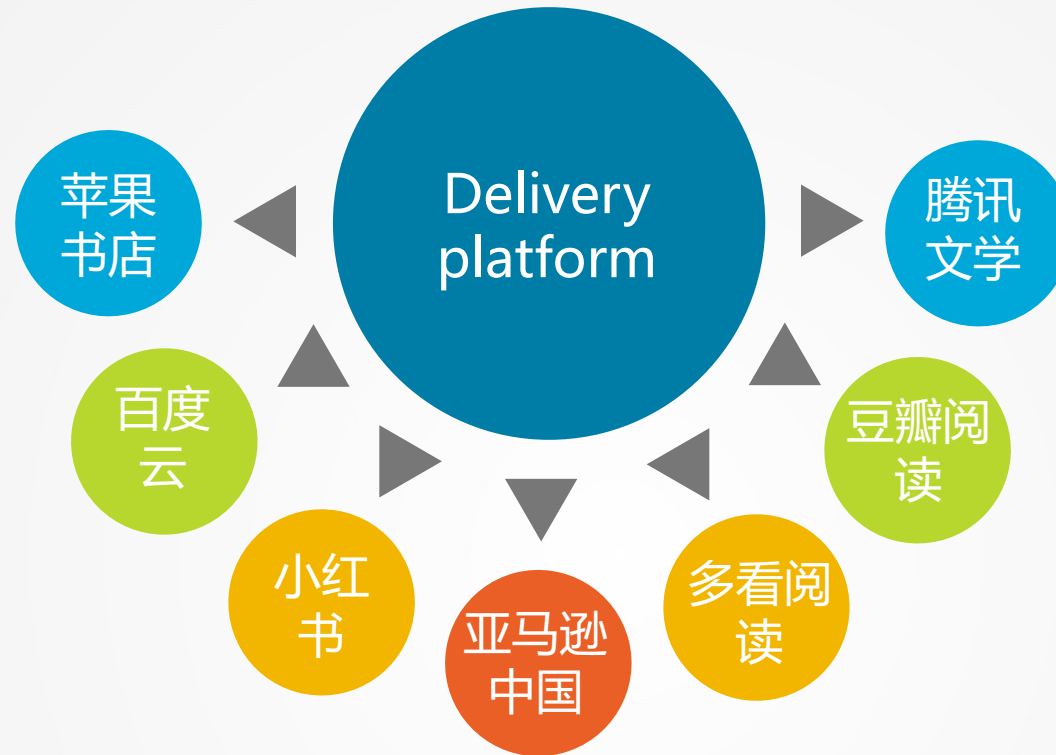 Delivery
platform
苹果
书店
百度
云
小红
书
亚马逊
中国
多看阅
读
豆瓣阅
读
腾讯
文学